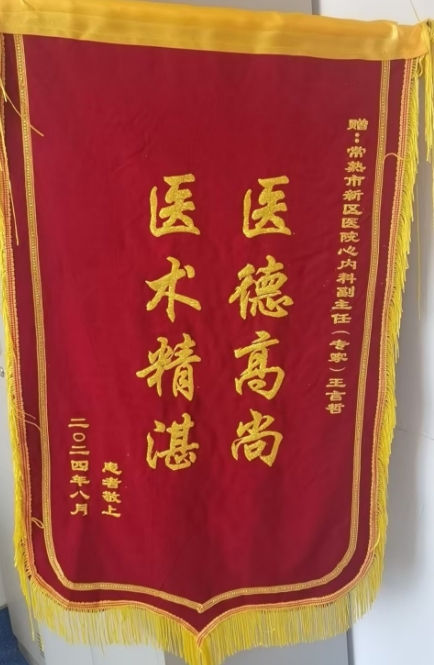 赠：常熟市新区医院心内科副主任（专家）王言哲
医德高尚
医术精湛
患者敬上
二〇二四年八月